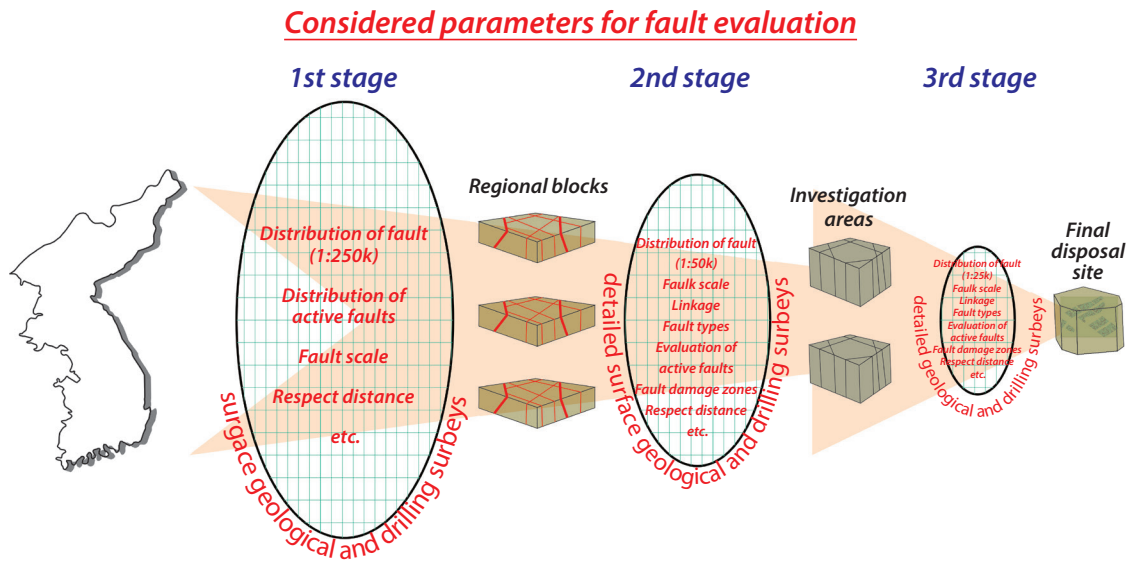 Considered parameters for fault evaluation
1st stage
2nd stage
3rd stage
Distribution of fault
(1:250k)
Distribution of
active faults
Fault scale
Respect distance
etc.
surgace geological and drilling surbeys
Regional blocks
Distribution of fault
(1:50k)
Faulk scale
Linkage
Fault types
Evaluation of
active faults
Fault damage zones
Respect distance
etc.
detailed surface geological and drilling surbeys
Investigation
areas
Distribution of fault
(1:25k)
Faulk scale
Linkage
Fault types
Evaluation of
active faults
Fault damage zones
Respect distance
etc.
detailed geological and drilling surbeys
Final
disposal
site